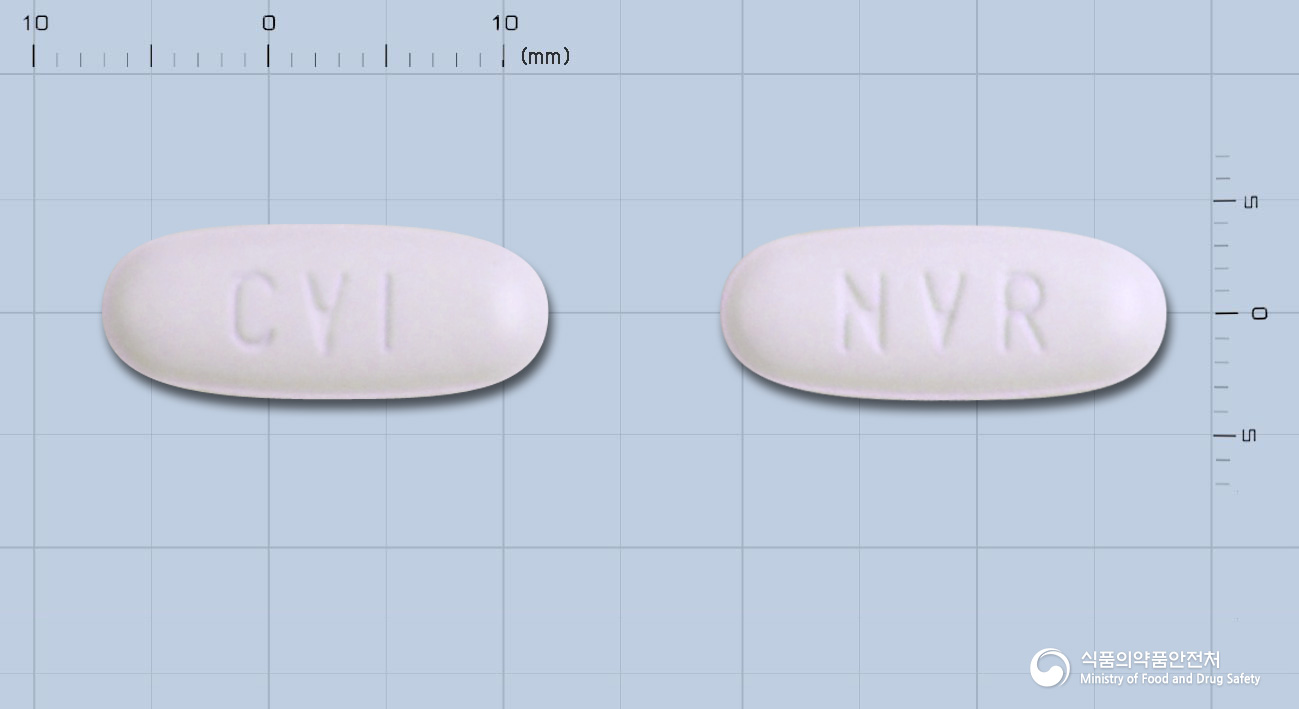 10 0 10
(mm)
CVI
NVR
5
0
5
식품의약품안전처
Ministry of Food and Drug Safety